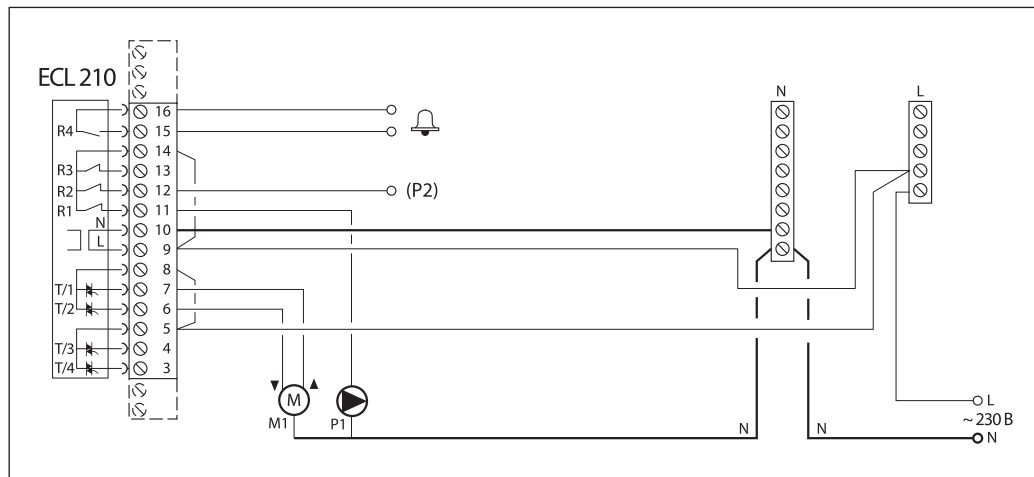 ECL 210
N
L
16
R4
15
14
R3
13
R2
12
(P2)
R1
11
N
10
L
9
8
T/1
7
T/2
6
5
T/3
4
T/4
3
M
M1
P1
N
N
L
~ 230 В
N